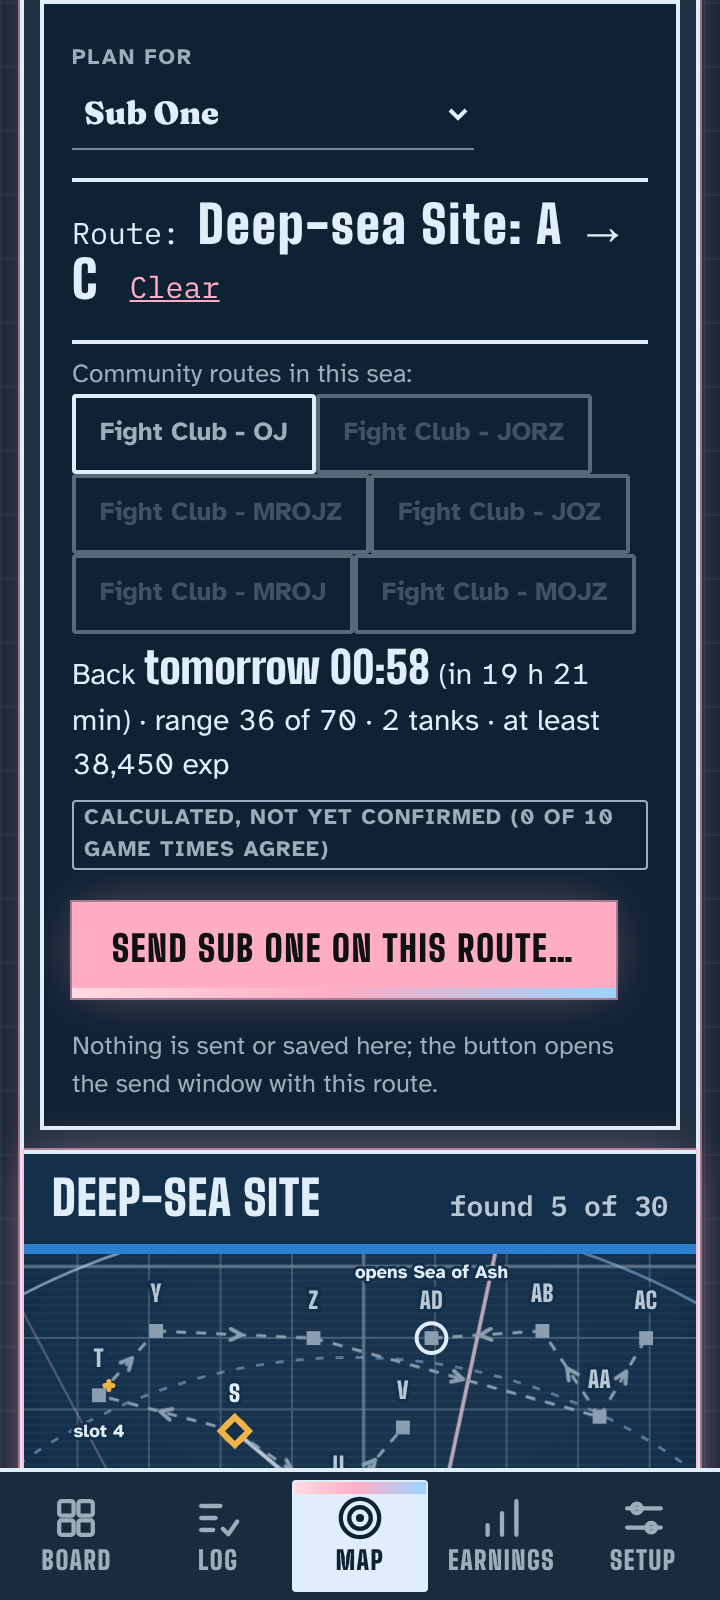 PLAN FOR
Sub One
Route: Deep-sea Site: A →
C Clear
Community routes in this sea:
Fight Club - OJ
Fight Club - JORZ
Fight Club - MROJZ
Fight Club - JOZ
Fight Club - MROJ
Fight Club - MOJZ
Back tomorrow 00:58 (in 19 h 21
min) · range 36 of 70 · 2 tanks · at least
38,450 exp
CALCULATED, NOT YET CONFIRMED (0 OF 10
GAME TIMES AGREE)
SEND SUB ONE ON THIS ROUTE…
Nothing is sent or saved here; the button opens
the send window with this route.
DEEP-SEA SITE
found 5 of 30
opens Sea of Ash
Y
Z
AD
AB
AC
T
AA
S
V
slot 4
U
BOARD
LOG
MAP
EARNINGS
SETUP